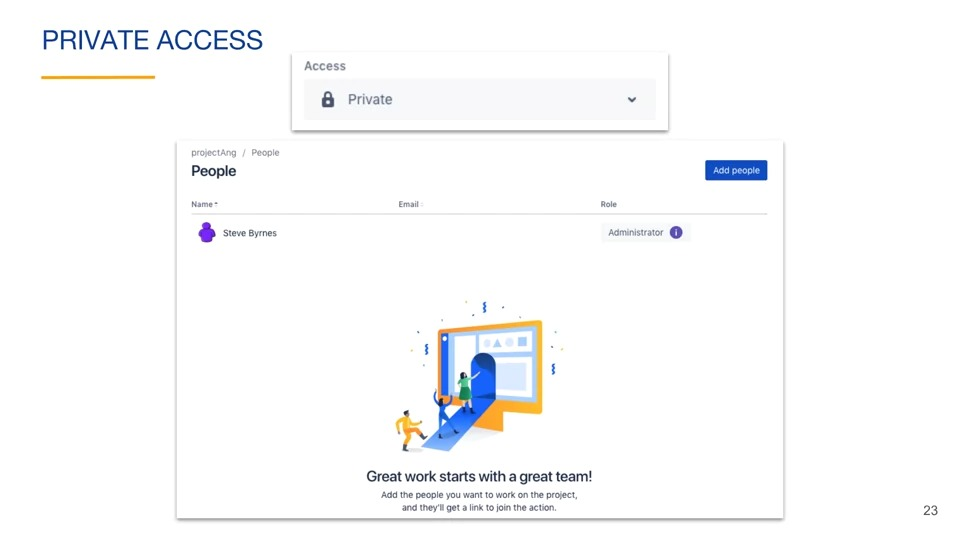 PRIVATE ACCESS
Access
Private
projectAng / People
People
Add people
Name Email Role
Steve Byrnes Administrator i
Great work starts with a great team!
Add the people you want to work on the project,
and they'll get a link to join the action.
23